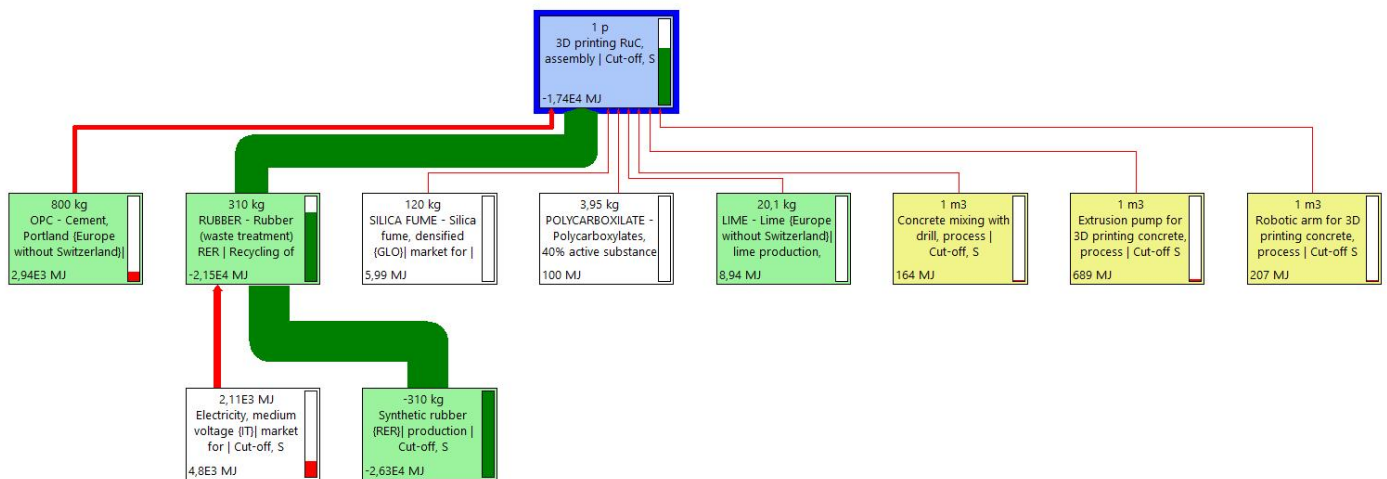 1 p
3D printing RuC,
assembly | Cut-off, S
-1,74E4 MJ
800 kg
OPC - Cement,
Portland {Europe
without Switzerland}|
2,94E3 MJ
310 kg
RUBBER - Rubber
(waste treatment)
RER | Recycling of
-2,15E4 MJ
120 kg
SILICA FUME - Silica
fume, densified
{GLO}| market for |
5,99 MJ
3,95 kg
POLYCARBOXILATE -
Polycarboxylates,
40% active substance
100 MJ
20,1 kg
LIME - Lime {Europe
without Switzerland}|
lime production,
8,94 MJ
1 m3
Concrete mixing with
drill, process |
Cut-off, S
164 MJ
1 m3
Extrusion pump for
3D printing concrete,
process | Cut-off S
689 MJ
1 m3
Robotic arm for 3D
printing concrete,
process | Cut-off S
207 MJ
2,11E3 MJ
Electricity, medium
voltage {IT}| market
for | Cut-off, S
4,8E3 MJ
-310 kg
Synthetic rubber
{RER}| production |
Cut-off, S
-2,63E4 MJ